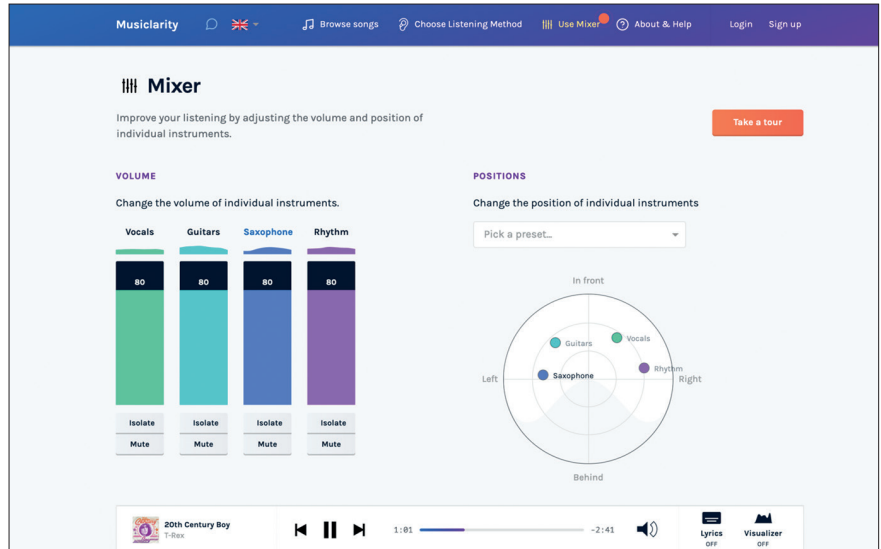 Musiclarity
Browse songs
Choose Listening Method
Use Mixer
About & Help
Login
Sign up
Mixer
Improve your listening by adjusting the volume and position of
individual instruments.
Take a tour
VOLUME
Change the volume of individual instruments.
Vocals Guitars Saxophone Rhythm
80 80 80 80
Isolate Isolate Isolate Isolate
Mute Mute Mute Mute
POSITIONS
Change the position of individual instruments
Pick a preset...
In front
Vocals
Guitars
Rhythm
Saxophone
Left
Right
Behind
20th Century Boy
T-Rex
1:01
-2:41
Lyrics
OFF
Visualizer
OFF